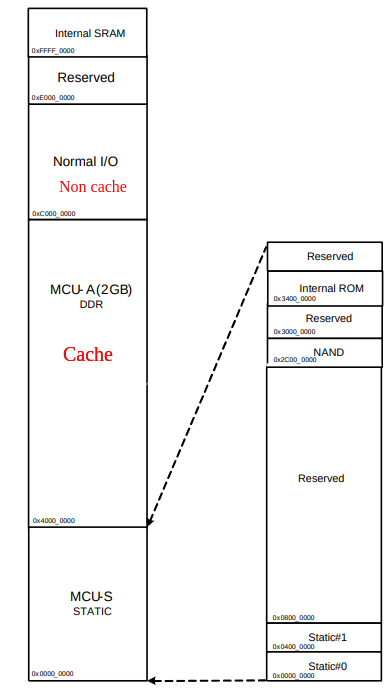 Internal SRAM
0xFFFF_0000
Reserved
0xE000_0000
Normal I/O
Non cache
0xC000_0000
MCU-A(2GB)
DDR
Cache
0x4000_0000
MCU-S
STATIC
0x0000_0000
Reserved
Internal ROM
0x3400_0000
Reserved
0x3000_0000
NAND
0x2C00_0000
Reserved
0x0800_0000
Static#1
0x0400_0000
Static#0
0x0000_0000